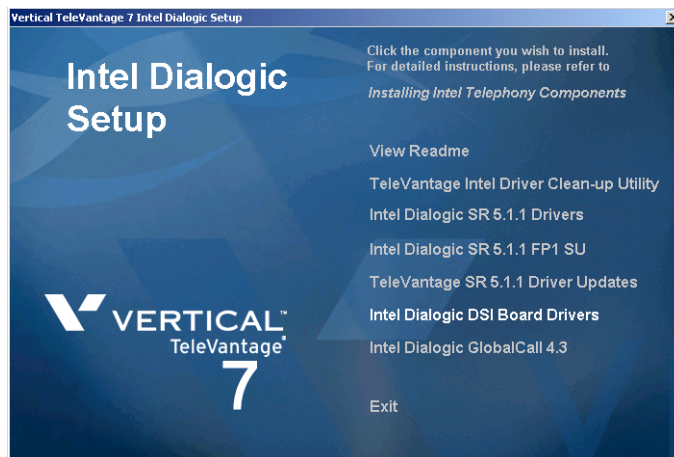 Vertical TeleVantage 7 Intel Dialogic Setup
Intel Dialogic
Setup
Click the component you wish to install.
For detailed instructions, please refer to
Installing Intel Telephony Components
View Readme
TeleVantage Intel Driver Clean-up Utility
Intel Dialogic SR 5.1.1 Drivers
Intel Dialogic SR 5.1.1 FP1 SU
TeleVantage SR 5.1.1 Driver Updates
Intel Dialogic DSI Board Drivers
Intel Dialogic GlobalCall 4.3
Exit
VERTICAL™
TeleVantage®
7